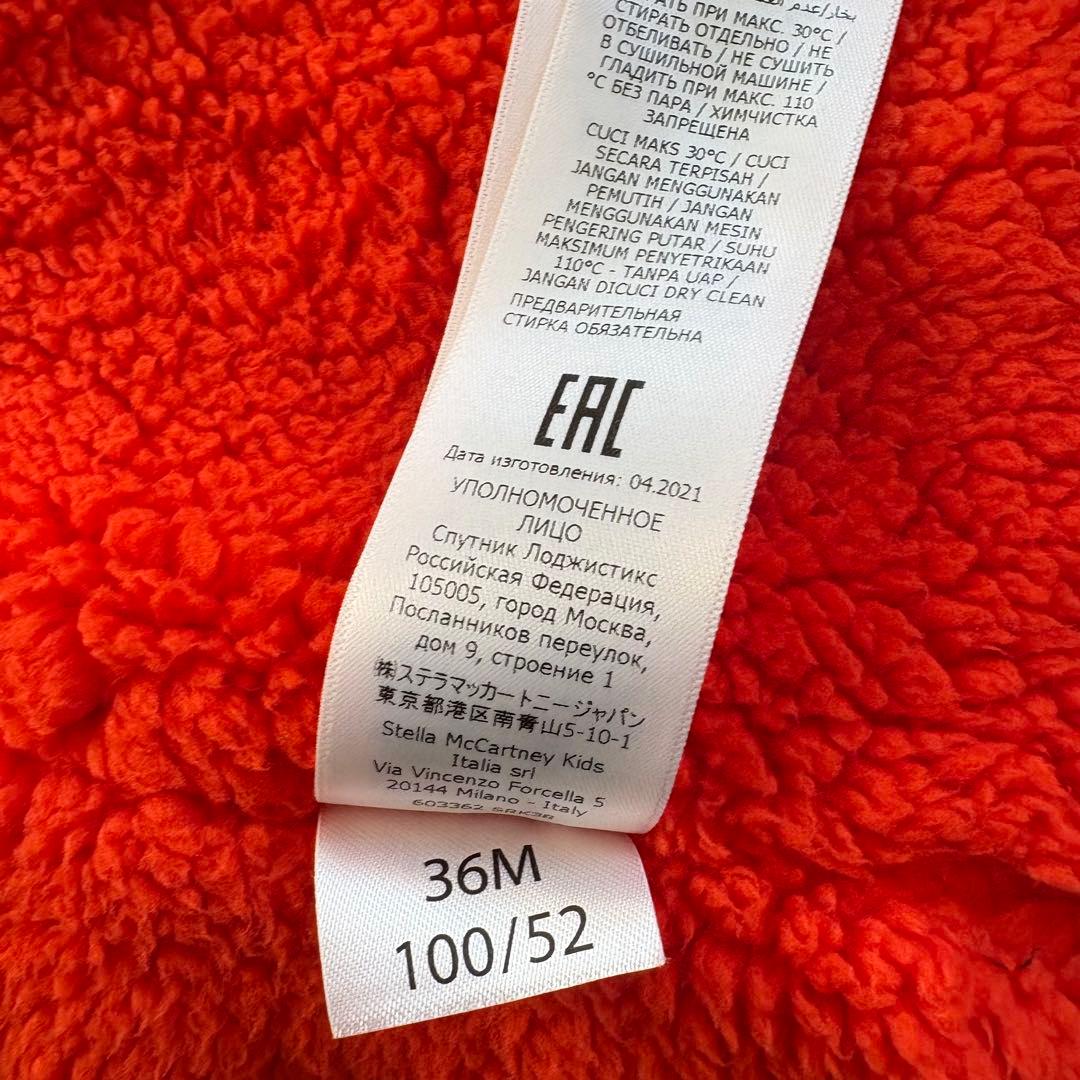 ПРИ МАКС. 30°C /
СТИРАТЬ ОТДЕЛЬНО / НЕ
ОТБЕЛИВАТЬ / НЕ СУШИТЬ
В СУШИЛЬНОЙ МАШИНЕ /
ГЛАДИТЬ ПРИ МАКС. 110
°C БЕЗ ПАРА / ХИМЧИСТКА
ЗАПРЕЩЕНА
CUCI MAKS 30°C / CUCI
SECARA TERPISAH /
JANGAN MENGGUNAKAN
PEMUTIH / JANGAN
MENGGUNAKAN MESIN
PENGERING PUTAR / SUHU
MAKSIMUM PENYETRIKAAN
110°C - TANPA UAP /
JANGAN DICUCI DRY CLEAN
ПРЕДВАРИТЕЛЬНАЯ
СТИРКА ОБЯЗАТЕЛЬНА
EAC
Дата изготовления: 04.2021
УПОЛНОМОЧЕННОЕ
ЛИЦО
Спутник Лоджистикс
Российская Федерация,
105005, город Москва,
Посланников переулок,
дом 9, строение 1
㈱ステラマッカートニージャパン
東京都港区南青山5-10-1
Stella McCartney Kids
Italia srl
Via Vincenzo Forcella 5
20144 Milano - Italy
603362 SRK38
36M
100/52